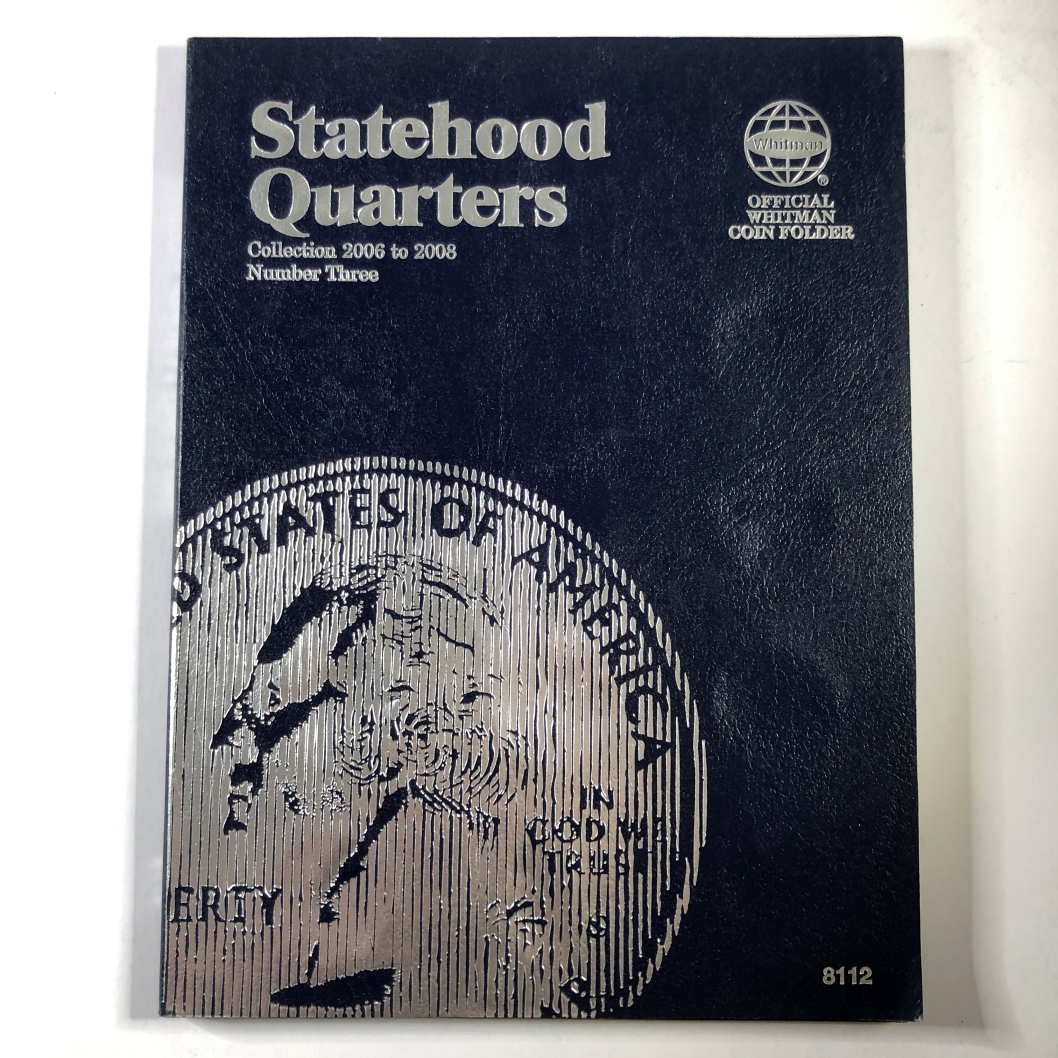 Statehood
Quarters
Collection 2006 to 2008
Number Three
Whitman
®
OFFICIAL
WHITMAN
COIN FOLDER
D STATES OF AMERICA
IN
GOD WE
TRUST
ERTY
8112